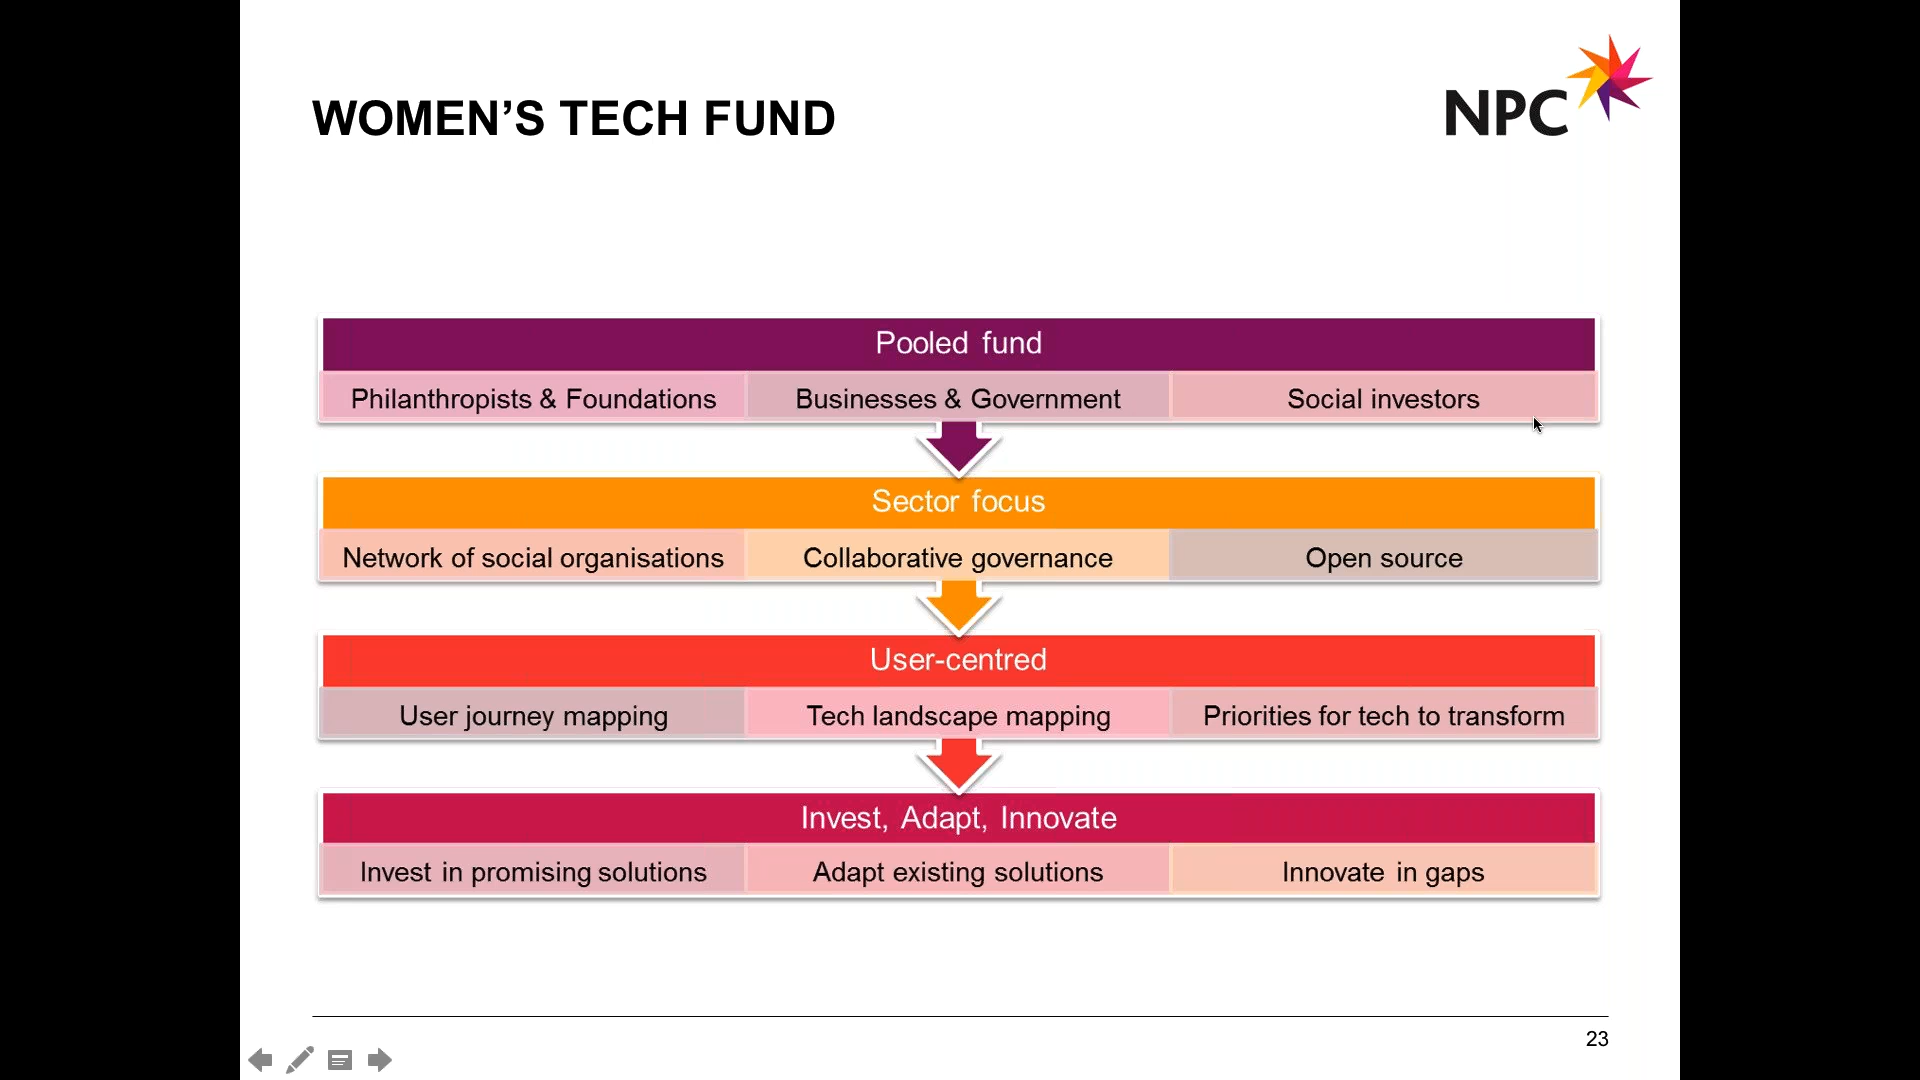 WOMEN’S TECH FUND
NPC
Pooled fund
Philanthropists & Foundations
Businesses & Government
Social investors
Sector focus
Network of social organisations
Collaborative governance
Open source
User-centred
User journey mapping
Tech landscape mapping
Priorities for tech to transform
Invest, Adapt, Innovate
Invest in promising solutions
Adapt existing solutions
Innovate in gaps
23